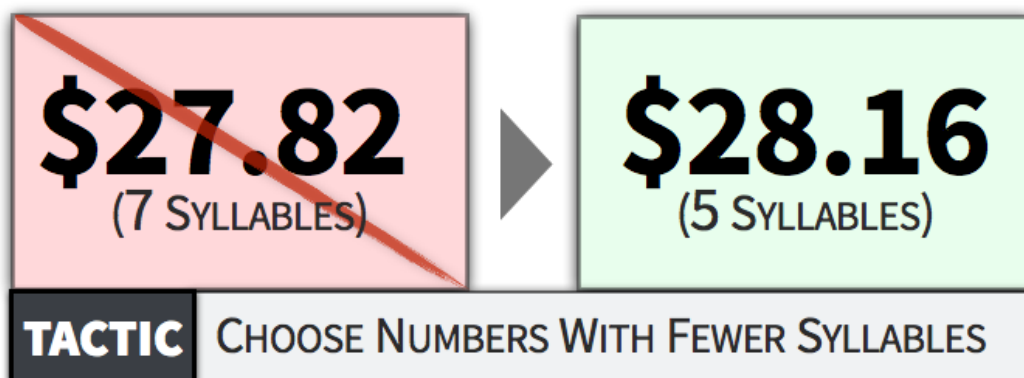 $27.82
(7 SYLLABLES)
$28.16
(5 SYLLABLES)
TACTIC
CHOOSE NUMBERS WITH FEWER SYLLABLES